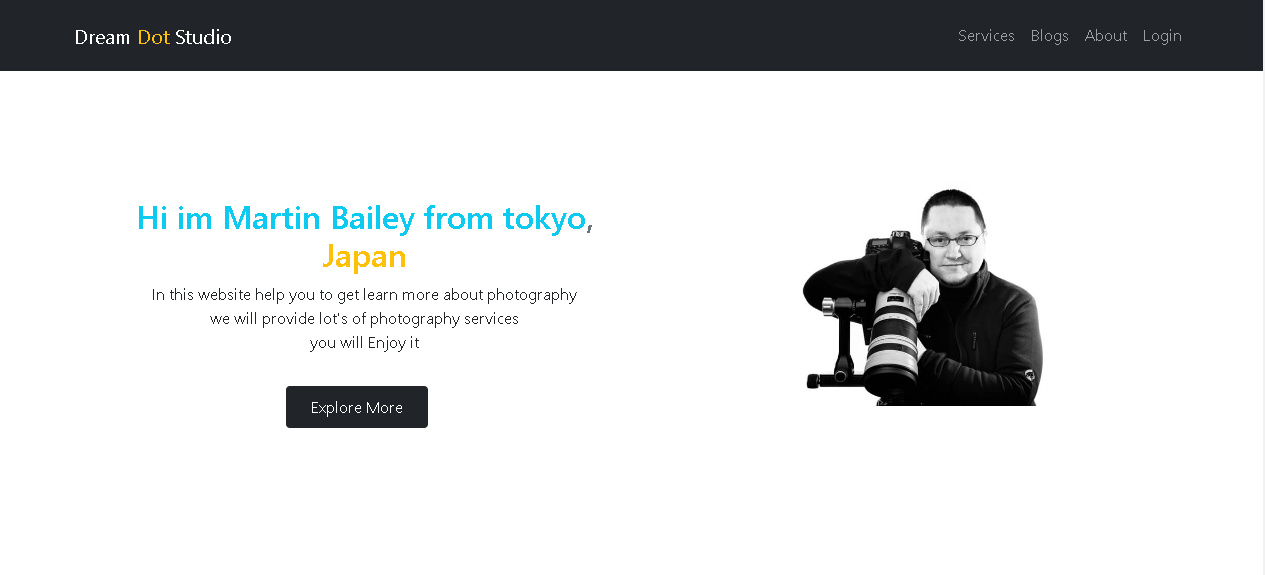 Dream Dot Studio
Services Blogs About Login
Hi im Martin Bailey from tokyo,
Japan
In this website help you to get learn more about photography
we will provide lot's of photography services
you will Enjoy it
Explore More